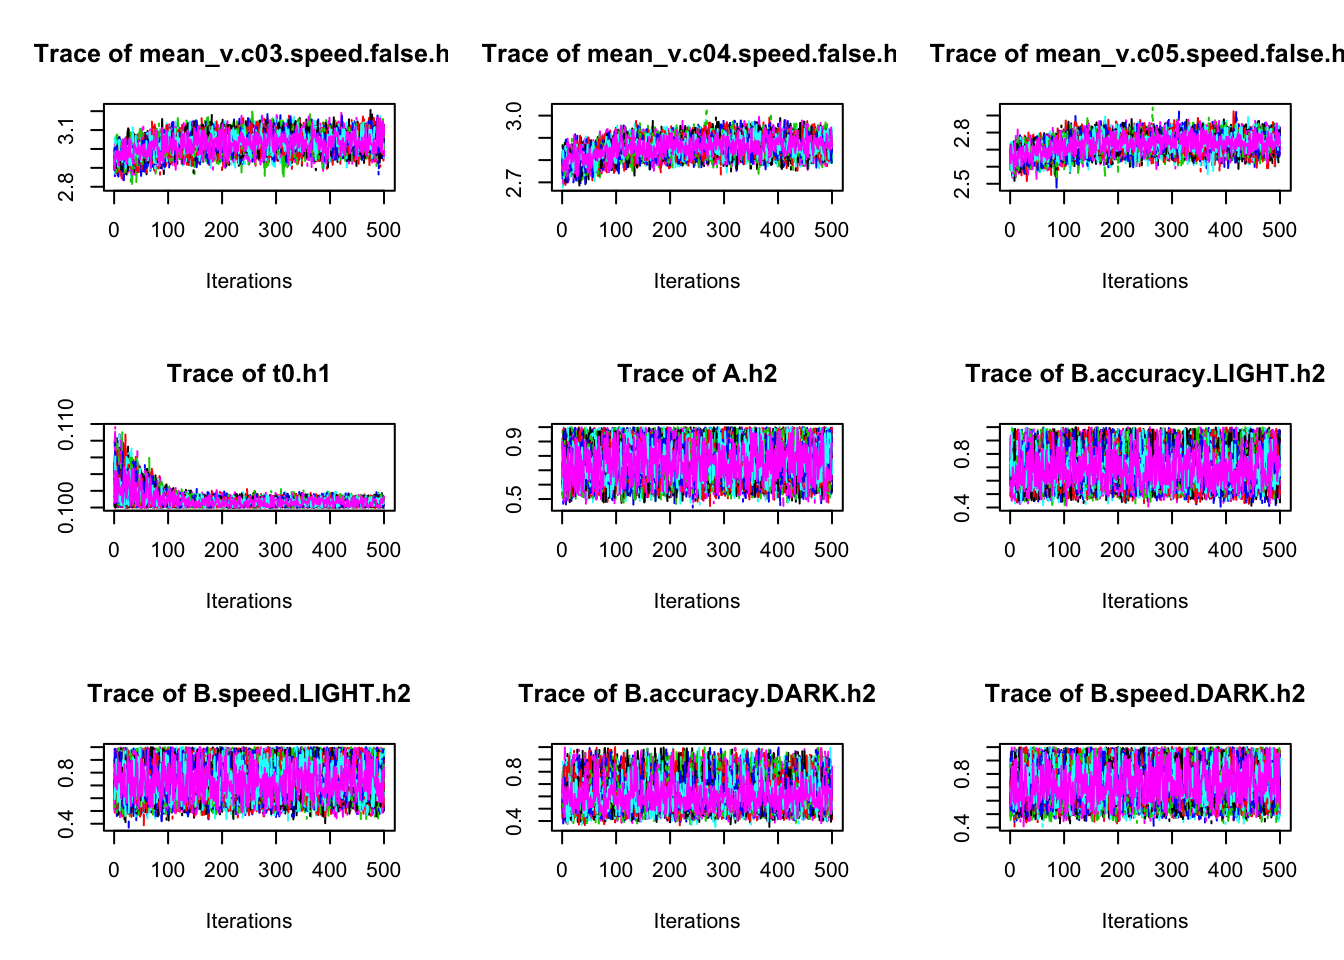 Trace of mean_v.c03.speed.false.h
Trace of mean_v.c04.speed.false.h
Trace of mean_v.c05.speed.false.h
2.8 3.1
2.7 3.0
2.5 2.8
0 100 200 300 400 500
0 100 200 300 400 500
0 100 200 300 400 500
Iterations
Iterations
Iterations
Trace of t0.h1
Trace of A.h2
Trace of B.accuracy.LIGHT.h2
0.100 0.110
0.5 0.9
0.4 0.8
0 100 200 300 400 500
0 100 200 300 400 500
0 100 200 300 400 500
Iterations
Iterations
Iterations
Trace of B.speed.LIGHT.h2
Trace of B.accuracy.DARK.h2
Trace of B.speed.DARK.h2
0.4 0.8
0.4 0.8
0.4 0.8
0 100 200 300 400 500
0 100 200 300 400 500
0 100 200 300 400 500
Iterations
Iterations
Iterations